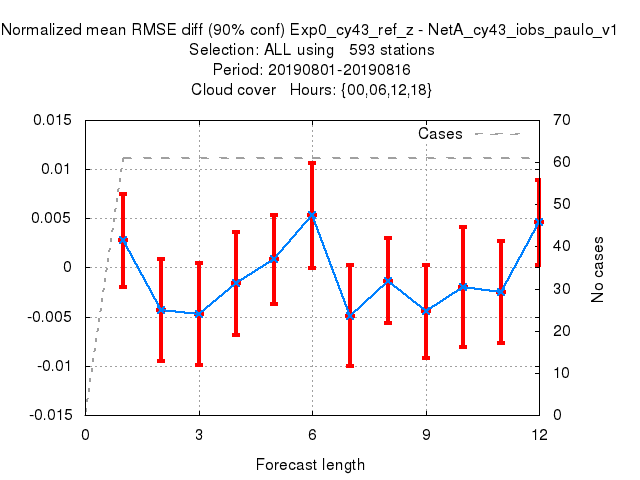 Normalized mean RMSE diff (90% conf) Exp0_cy43_ref_z - NetA_cy43_iobs_paulo_v1
Selection: ALL using   593 stations
Period: 20190801-20190816
Cloud cover   Hours: {00,06,12,18}
Cases
0.015
0.01
0.005
0
-0.005
-0.01
-0.015
70
60
50
40
30
20
10
0
No cases
0 3 6 9 12
Forecast length